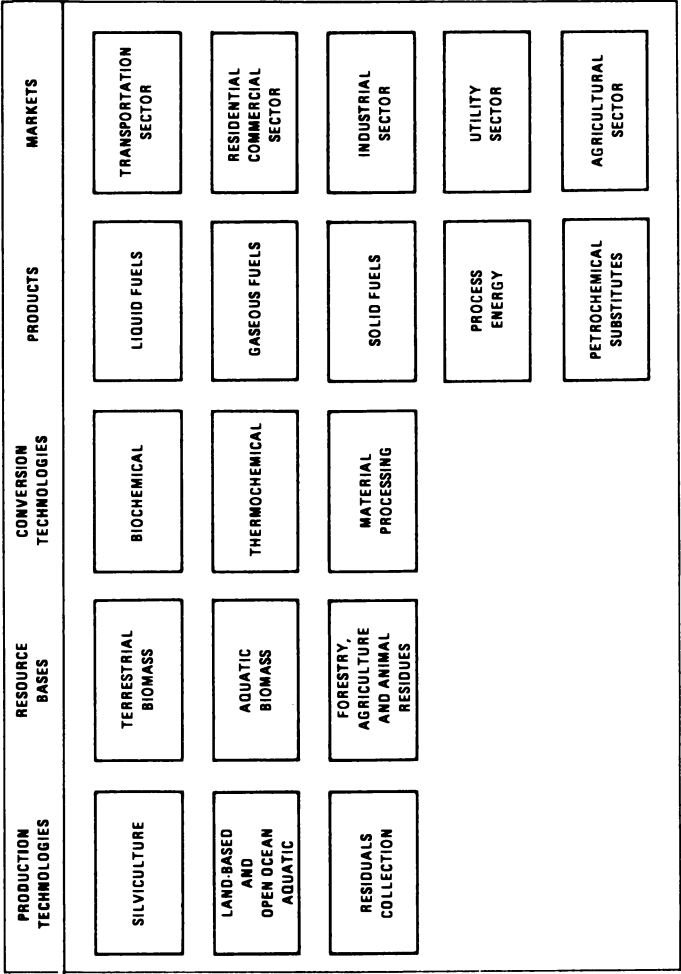 PRODUCTION
TECHNOLOGIES
RESOURCE
BASES
CONVERSION
TECHNOLOGIES
PRODUCTS
MARKETS
SILVICULTURE
TERRESTRIAL
BIOMASS
BIOCHEMICAL
LIQUID FUELS
TRANSPORTATION
SECTOR
LAND-BASED
AND
OPEN OCEAN
AQUATIC
AQUATIC
BIOMASS
THERMOCHEMICAL
GASEOUS FUELS
RESIDENTIAL
COMMERCIAL
SECTOR
RESIDUALS
COLLECTION
FORESTRY,
AGRICULTURE
AND ANIMAL
RESIDUES
MATERIAL
PROCESSING
SOLID FUELS
INDUSTRIAL
SECTOR
PROCESS
ENERGY
UTILITY
SECTOR
PETROCHEMICAL
SUBSTITUTES
AGRICULTURAL
SECTOR